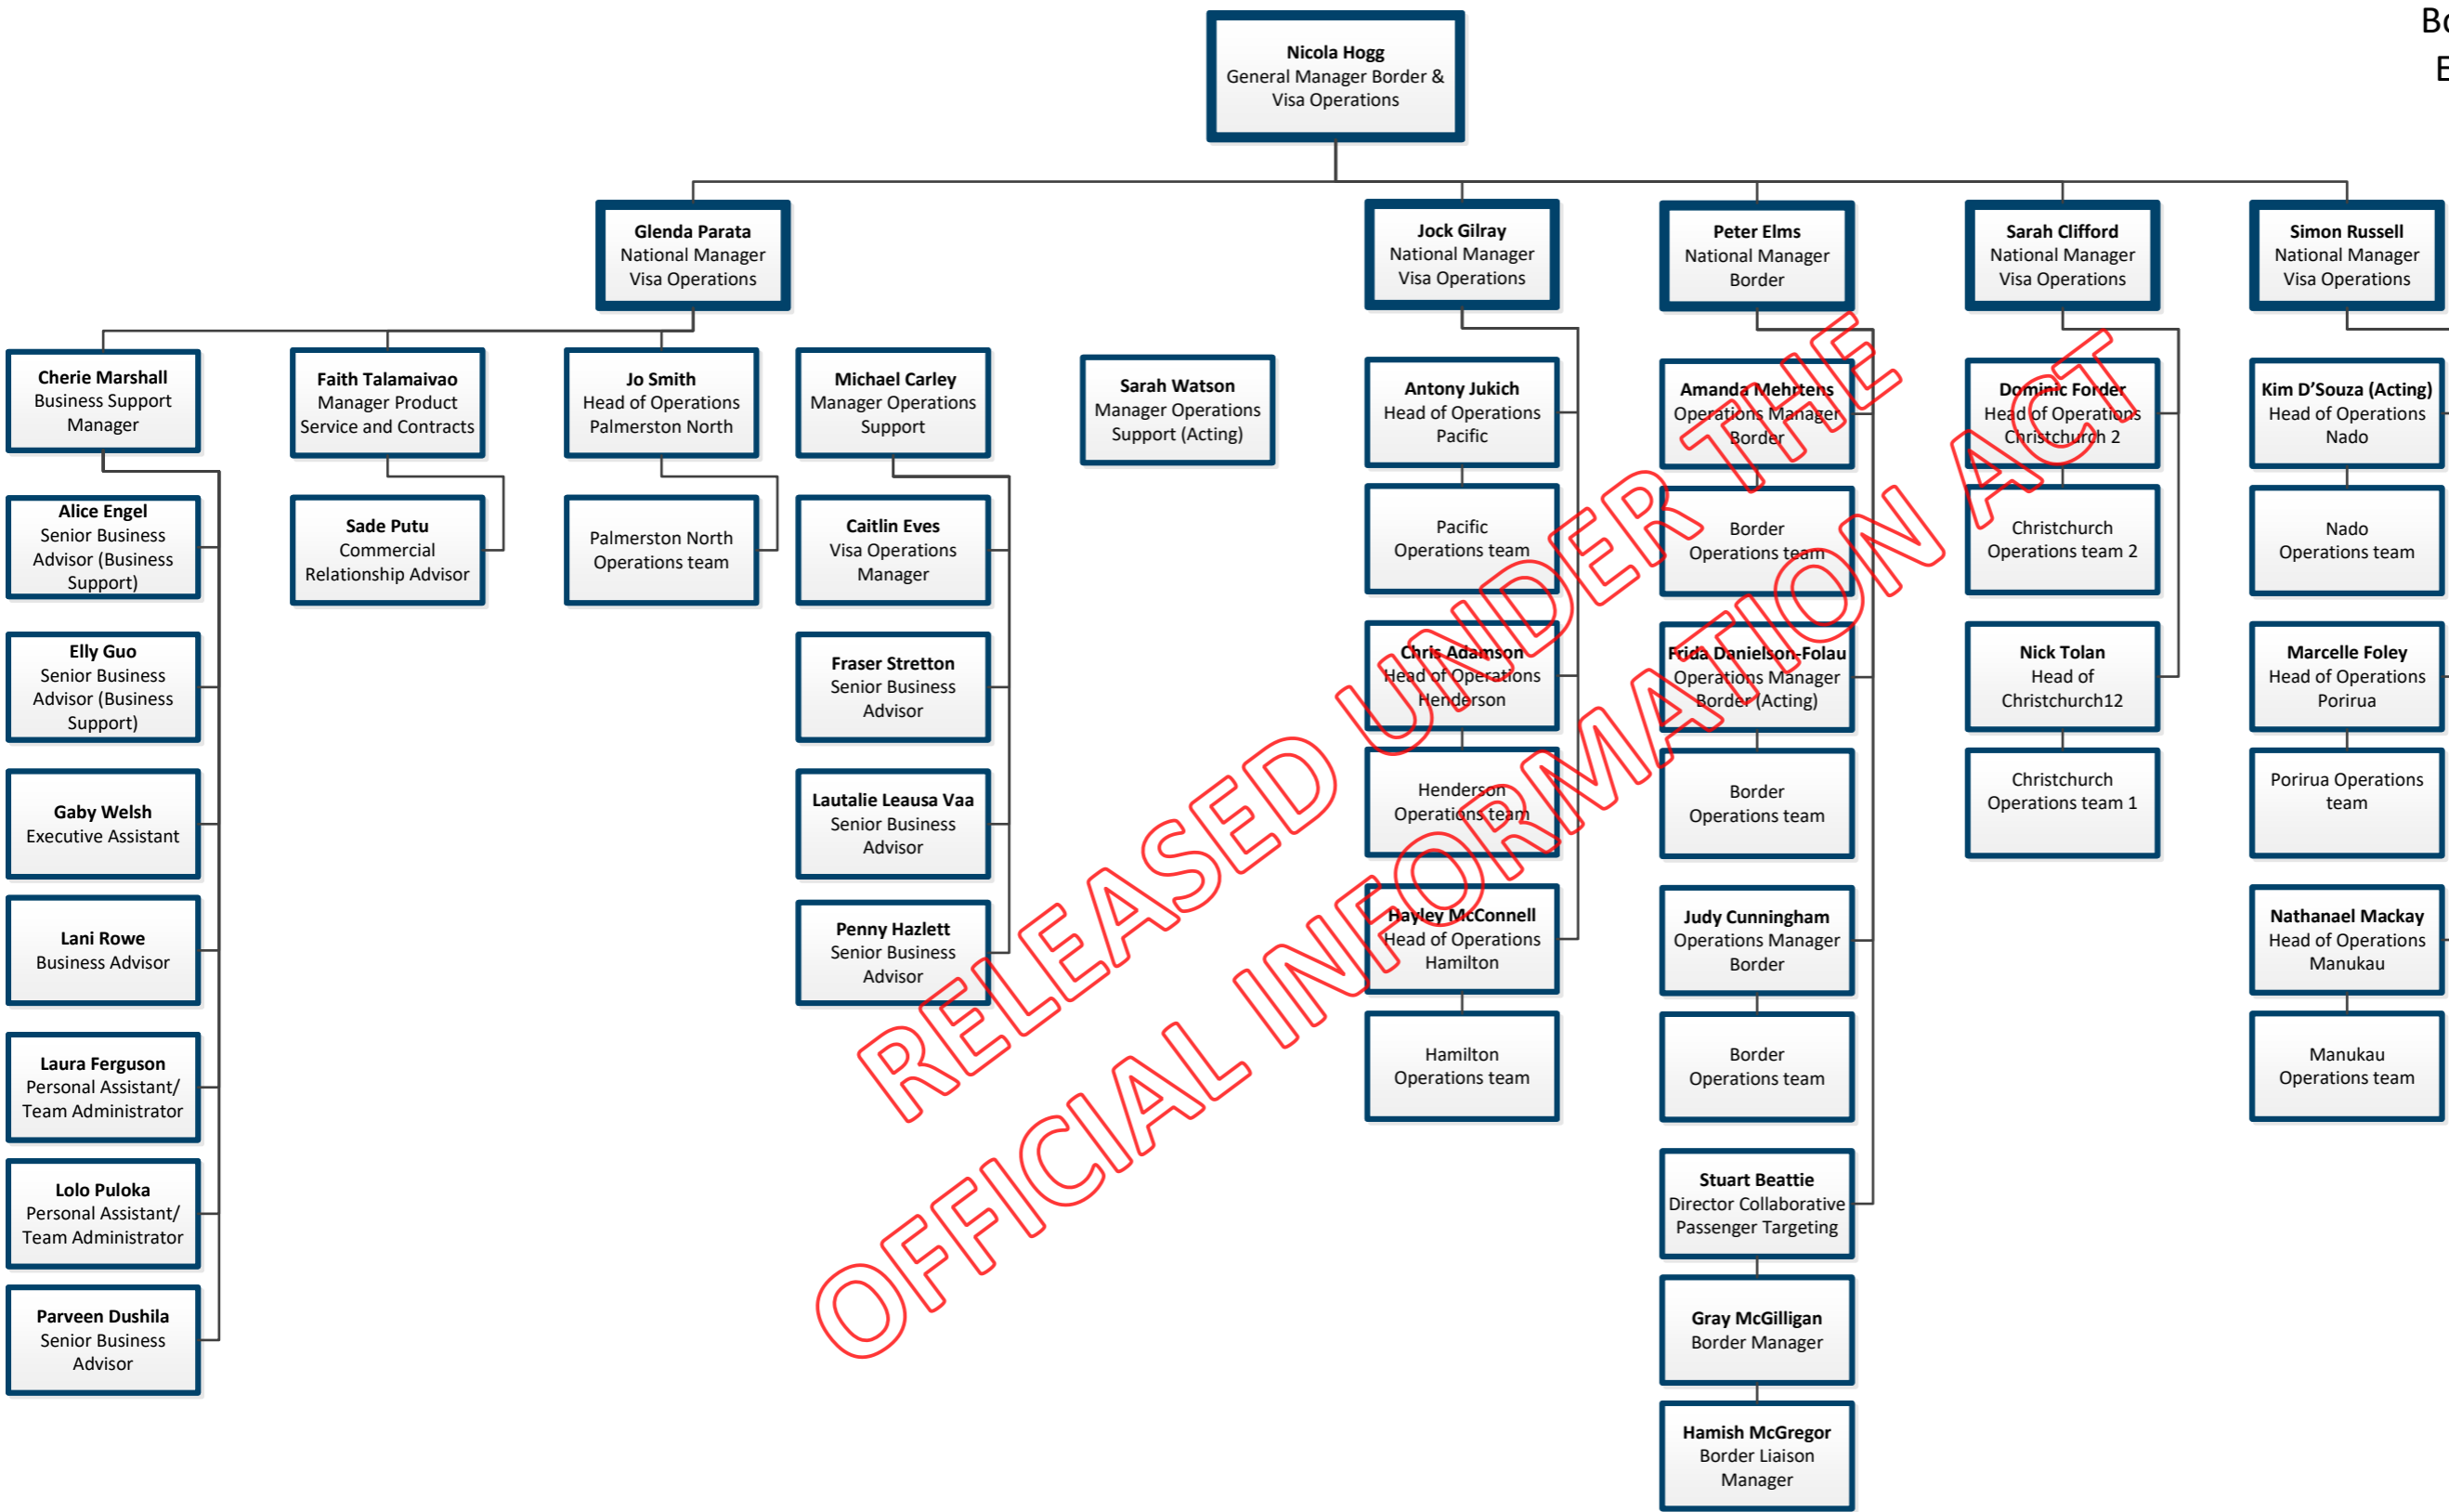 Bo
E
Nicola Hogg
General Manager Border &
Visa Operations
Glenda Parata
National Manager
Visa Operations
Jock Gilray
National Manager
Visa Operations
Peter Elms
National Manager
Border
Sarah Clifford
National Manager
Visa Operations
Simon Russell
National Manager
Visa Operations
Cherie Marshall
Business Support
Manager
Alice Engel
Senior Business
Advisor (Business
Support)
Elly Guo
Senior Business
Advisor (Business
Support)
Gaby Welsh
Executive Assistant
Lani Rowe
Business Advisor
Laura Ferguson
Personal Assistant/
Team Administrator
Lolo Puloka
Personal Assistant/
Team Administrator
Parveen Dushila
Senior Business
Advisor
Faith Talamaivao
Manager Product
Service and Contracts
Sade Putu
Commercial
Relationship Advisor
Jo Smith
Head of Operations
Palmerston North
Palmerston North
Operations team
Michael Carley
Manager Operations
Support
Caitlin Eves
Visa Operations
Manager
Fraser Stretton
Senior Business
Advisor
Lautalie Leausa Vaa
Senior Business
Advisor
Penny Hazlett
Senior Business
Advisor
Sarah Watson
Manager Operations
Support (Acting)
Antony Jukich
Head of Operations
Pacific
Pacific
Operations team
Chris Adamson
Head of Operations
Henderson
Henderson
Operations team
Hayley McConnell
Head of Operations
Hamilton
Hamilton
Operations team
Amanda Mehrtens
Operations Manager
Border
Border
Operations team
Frida Danielson-Folau
Operations Manager
Border (Acting)
Border
Operations team
Judy Cunningham
Operations Manager
Border
Border
Operations team
Stuart Beattie
Director Collaborative
Passenger Targeting
Gray McGilligan
Border Manager
Hamish McGregor
Border Liaison
Manager
Dominic Forder
Head of Operations
Christchurch 2
Christchurch
Operations team 2
Nick Tolan
Head of
Christchurch12
Christchurch
Operations team 1
Kim D'Souza (Acting)
Head of Operations
Nado
Nado
Operations team
Marcelle Foley
Head of Operations
Porirua
Porirua Operations
team
Nathanael Mackay
Head of Operations
Manukau
Manukau
Operations team
RELEASED UNDER THE
OFFICIAL INFORMATION ACT